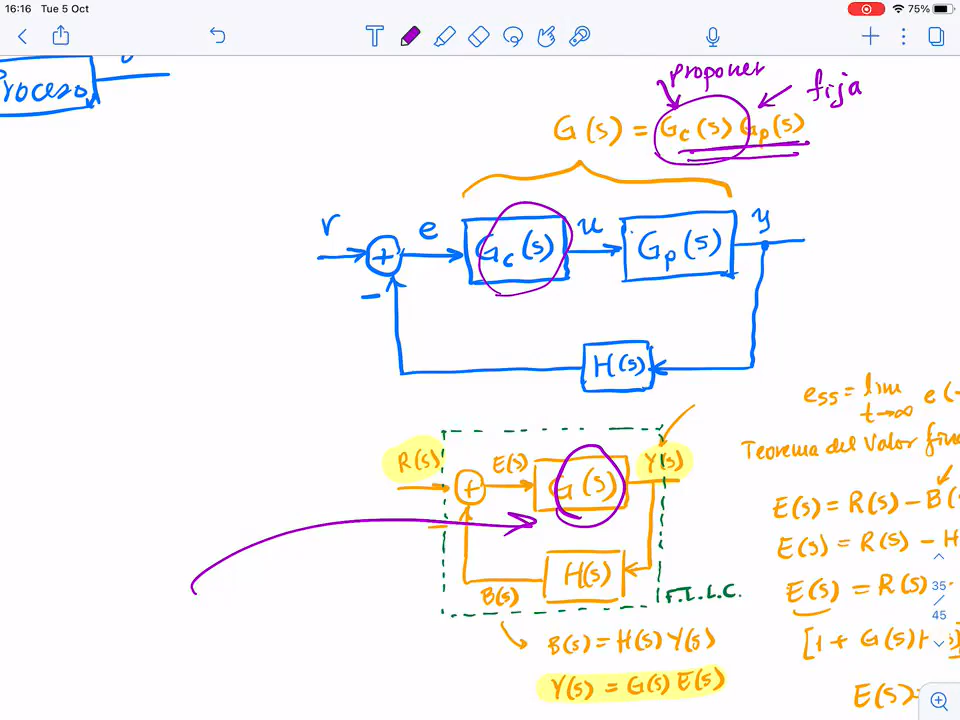 16:16 Tue 5 Oct
75%
Proceso
proponer
fija
G(s) = Gc(s) Gp(s)
r
e
Gc(s)
u
Gp(s)
y
+
−
H(s)
ess = lim e(
t→∞
Teorema del Valor fin
R(s)
E(s)
G(s)
Y(s)
+
−
H(s)
B(s)
F.T.L.C.
E(s) = R(s) − B(
E(s) = R(s) − H
E(s) = R(s)
35
/
45
B(s) = H(s) Y(s)
[1 + G(s)H
Y(s) = G(s) E(s)
E(s)=